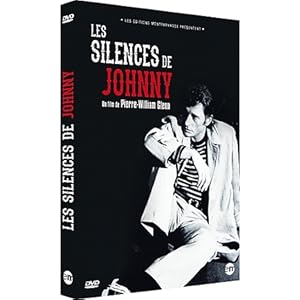 DVD
LES ÉDITIONS MONTPARNASSE PRÉSENTENT
LES
SILENCES DE
JOHNNY
Un film de Pierre-William Glenn
LES SILENCES DE JOHNNY
DVD